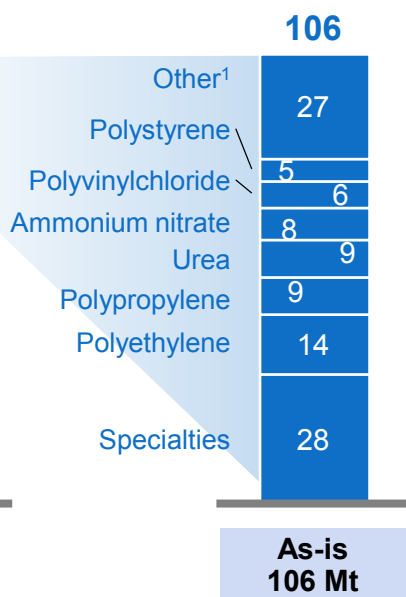 106
Other¹ 27
Polystyrene 5
Polyvinylchloride 6
Ammonium nitrate 8
Urea 9
Polypropylene 9
Polyethylene 14
Specialties 28
As-is
106 Mt